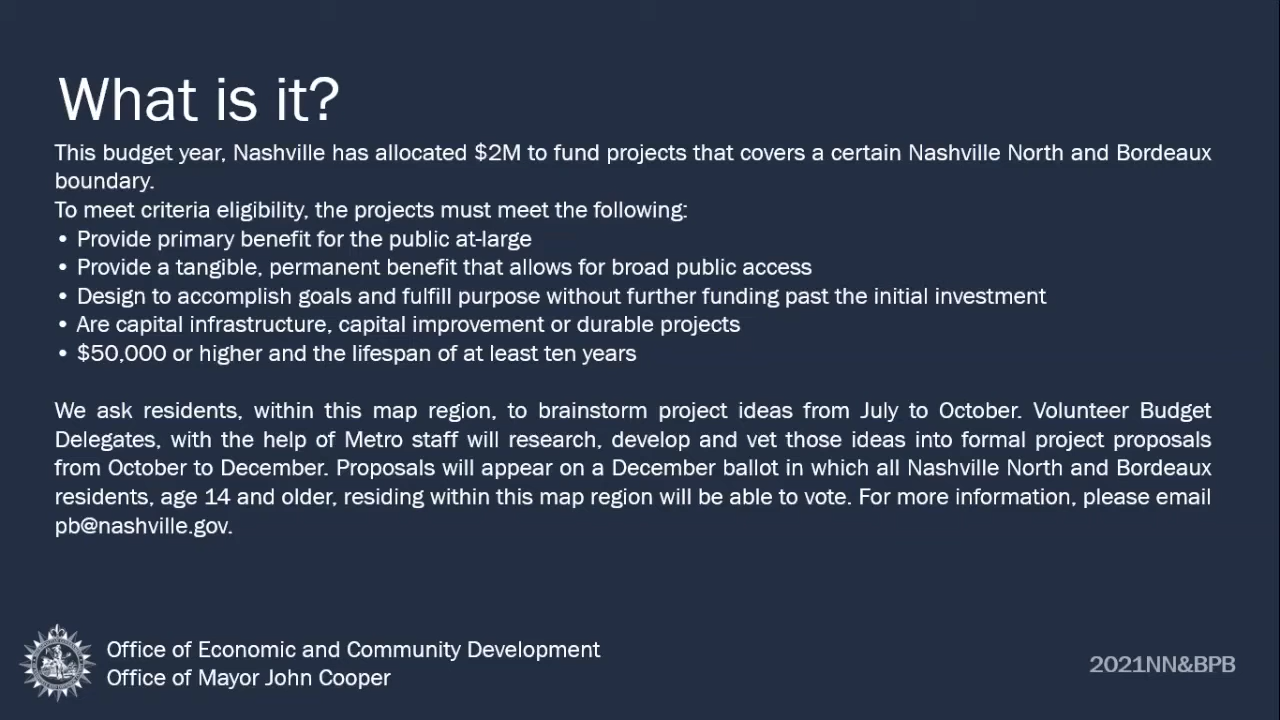 What is it?
This budget year, Nashville has allocated $2M to fund projects that covers a certain Nashville North and Bordeaux
boundary.
To meet criteria eligibility, the projects must meet the following:
• Provide primary benefit for the public at-large
• Provide a tangible, permanent benefit that allows for broad public access
• Design to accomplish goals and fulfill purpose without further funding past the initial investment
• Are capital infrastructure, capital improvement or durable projects
• $50,000 or higher and the lifespan of at least ten years
We ask residents, within this map region, to brainstorm project ideas from July to October. Volunteer Budget
Delegates, with the help of Metro staff will research, develop and vet those ideas into formal project proposals
from October to December. Proposals will appear on a December ballot in which all Nashville North and Bordeaux
residents, age 14 and older, residing within this map region will be able to vote. For more information, please email
pb@nashville.gov.
Office of Economic and Community Development
Office of Mayor John Cooper
2021NN&BPB